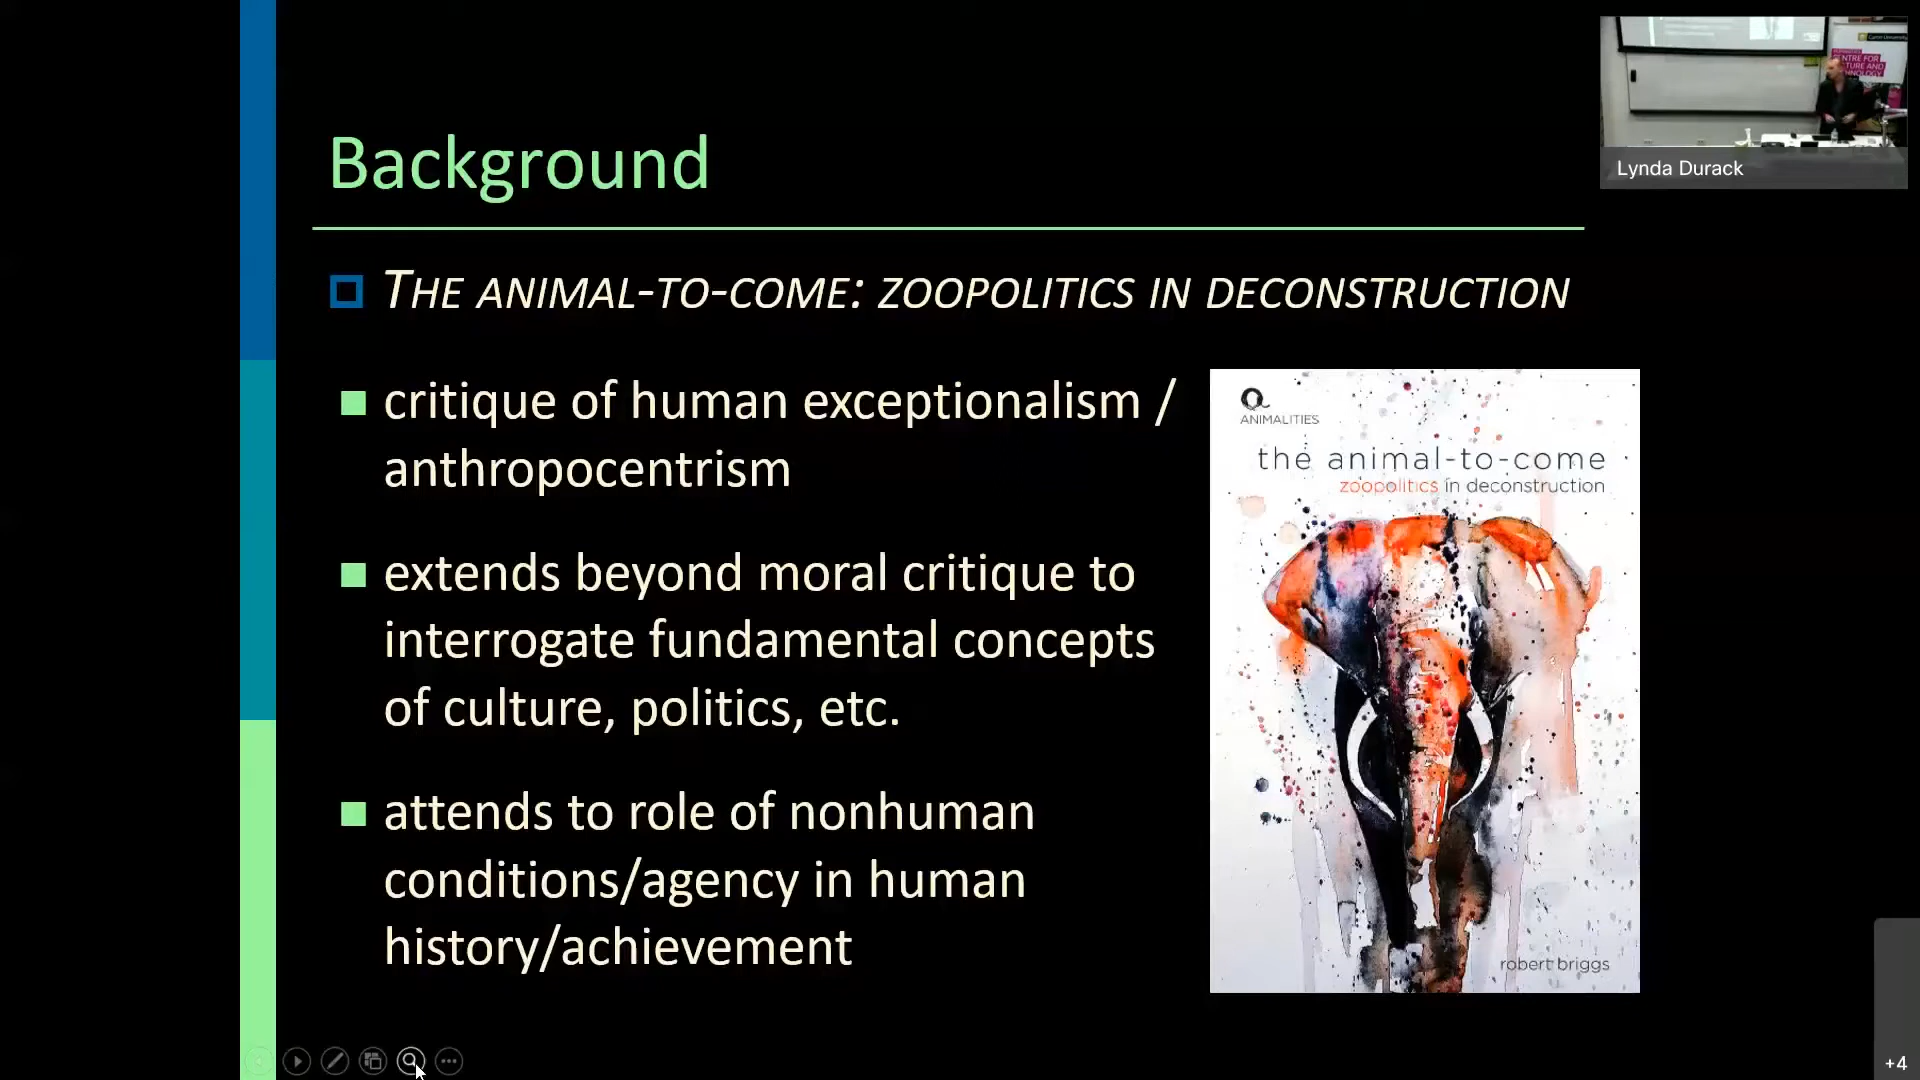 Background
THE ANIMAL-TO-COME: ZOOPOLITICS IN DECONSTRUCTION
critique of human exceptionalism /
anthropocentrism
extends beyond moral critique to
interrogate fundamental concepts
of culture, politics, etc.
attends to role of nonhuman
conditions/agency in human
history/achievement
ANIMALITIES
the animal-to-come
zoopolitics in deconstruction
robert briggs
Lynda Durack
+4